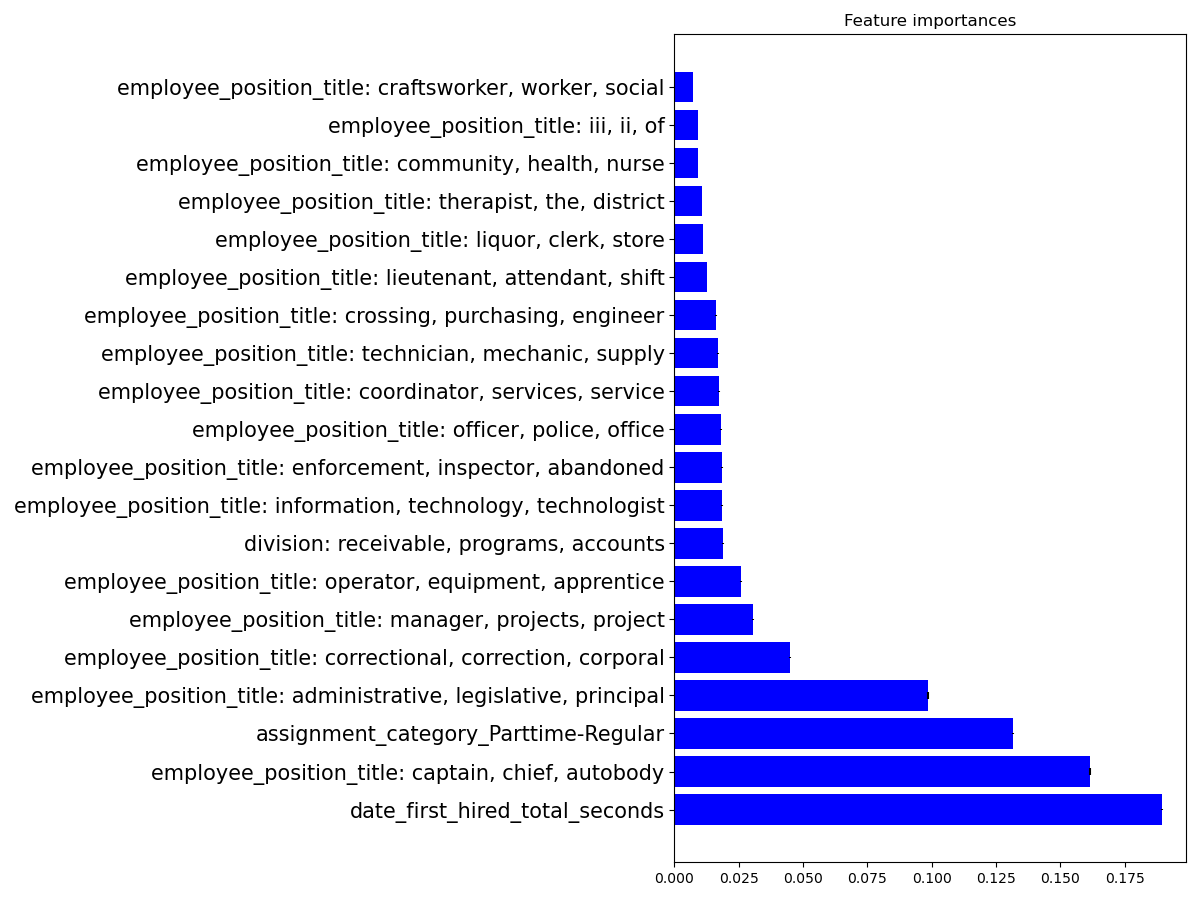 Feature importances
employee_position_title: craftsworker, worker, social
employee_position_title: iii, ii, of
employee_position_title: community, health, nurse
employee_position_title: therapist, the, district
employee_position_title: liquor, clerk, store
employee_position_title: lieutenant, attendant, shift
employee_position_title: crossing, purchasing, engineer
employee_position_title: technician, mechanic, supply
employee_position_title: coordinator, services, service
employee_position_title: officer, police, office
employee_position_title: enforcement, inspector, abandoned
employee_position_title: information, technology, technologist
division: receivable, programs, accounts
employee_position_title: operator, equipment, apprentice
employee_position_title: manager, projects, project
employee_position_title: correctional, correction, corporal
employee_position_title: administrative, legislative, principal
assignment_category_Parttime-Regular
employee_position_title: captain, chief, autobody
date_first_hired_total_seconds
0.000 0.025 0.050 0.075 0.100 0.125 0.150 0.175